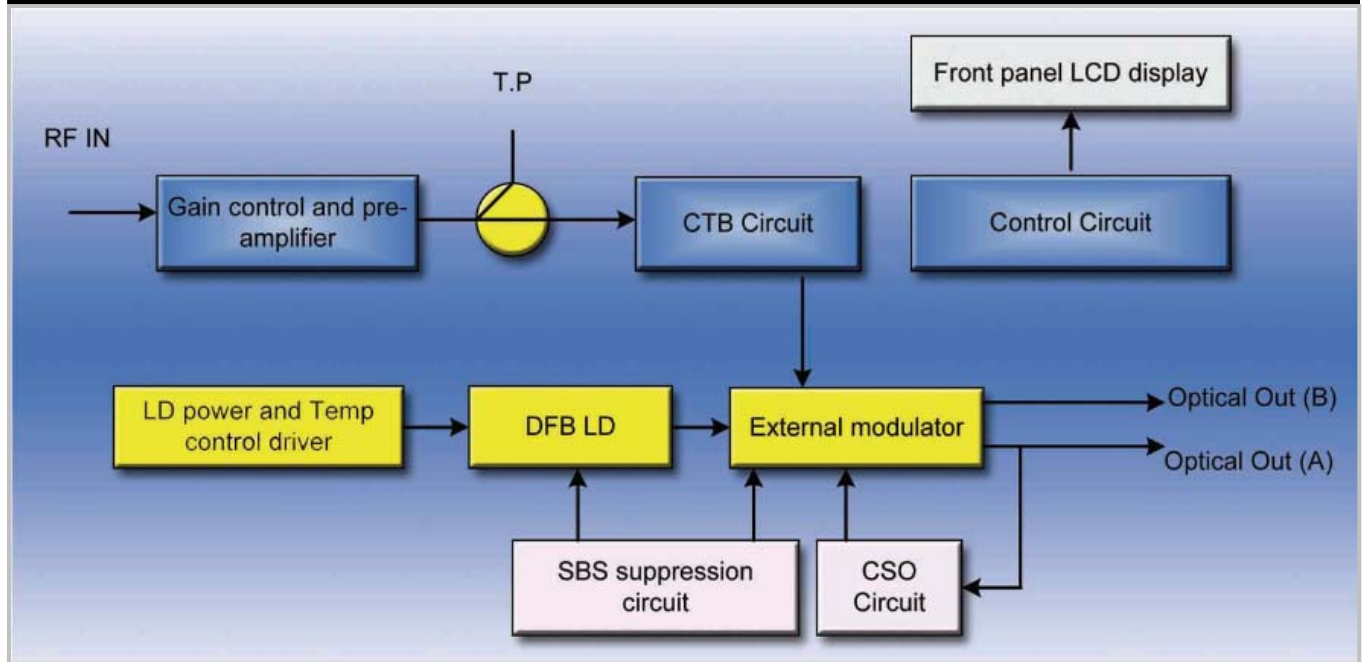 T.P
Front panel LCD display
RF IN
Gain control and pre-
amplifier
CTB Circuit
Control Circuit
LD power and Temp
control driver
DFB LD
External modulator
Optical Out (B)
Optical Out (A)
SBS suppression
circuit
CSO
Circuit